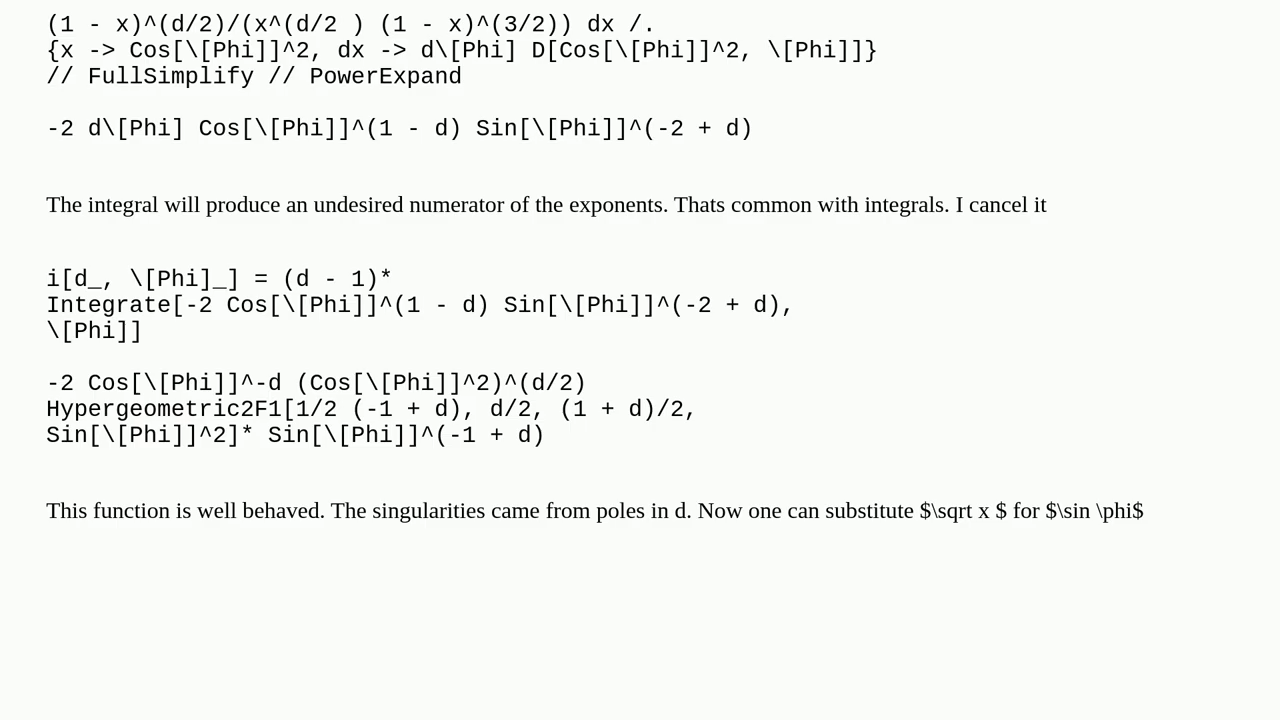 (1 - x)^(d/2)/(x^(d/2 ) (1 - x)^(3/2)) dx /.
{x -> Cos[\[Phi]]^2, dx -> d\[Phi] D[Cos[\[Phi]]^2, \[Phi]]}
// FullSimplify // PowerExpand
-2 d\[Phi] Cos[\[Phi]]^(1 - d) Sin[\[Phi]]^(-2 + d)
The integral will produce an undesired numerator of the exponents. Thats common with integrals. I cancel it
i[d_, \[Phi]_] = (d - 1)*
Integrate[-2 Cos[\[Phi]]^(1 - d) Sin[\[Phi]]^(-2 + d),
\[Phi]]
-2 Cos[\[Phi]]^-d (Cos[\[Phi]]^2)^(d/2)
Hypergeometric2F1[1/2 (-1 + d), d/2, (1 + d)/2,
Sin[\[Phi]]^2]* Sin[\[Phi]]^(-1 + d)
This function is well behaved. The singularities came from poles in d. Now one can substitute $\sqrt x $ for $\sin \phi$